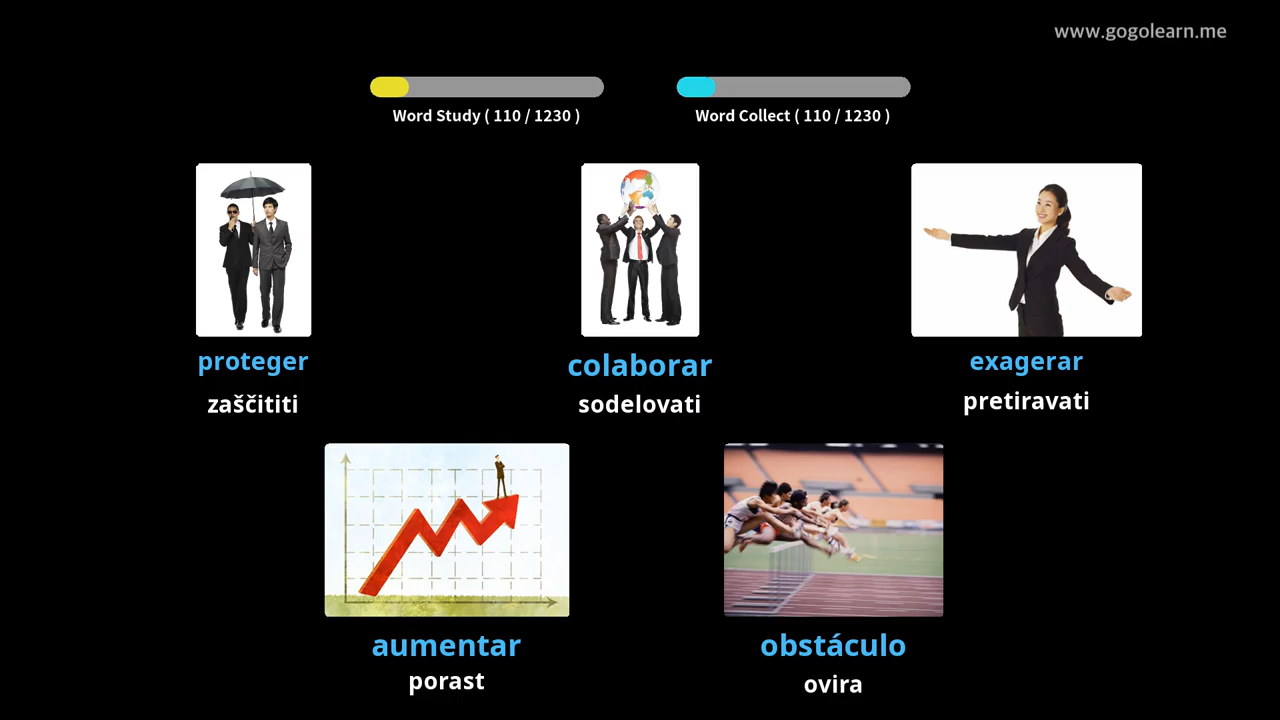 www.gogolearn.me
Word Study ( 110 / 1230 )
Word Collect ( 110 / 1230 )
proteger
zaščititi
colaborar
sodelovati
exagerar
pretiravati
aumentar
porast
obstáculo
ovira